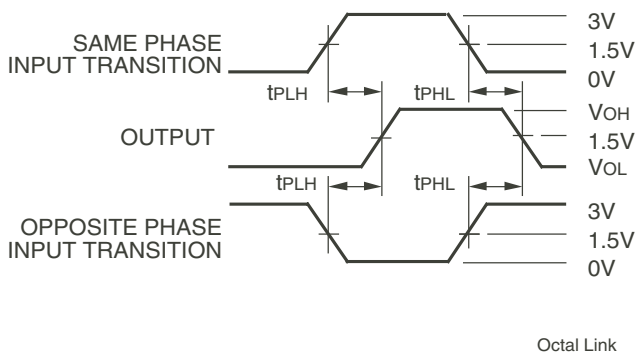 3V
SAME PHASE
INPUT TRANSITION
1.5V
0V
tPLH
tPHL
VOH
OUTPUT
1.5V
VOL
tPLH
tPHL
3V
OPPOSITE PHASE
INPUT TRANSITION
1.5V
0V
Octal Link